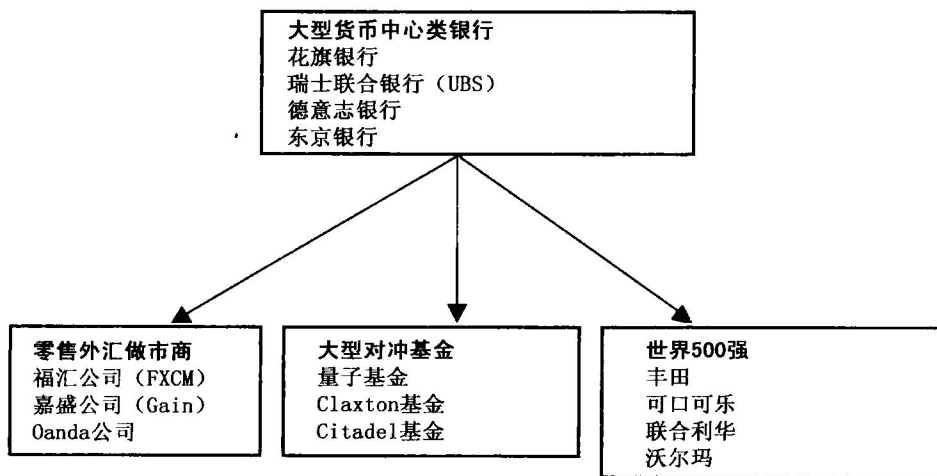 大型货币中心类银行
花旗银行
瑞士联合银行（UBS）
德意志银行
东京银行
零售外汇做市商
福汇公司（FXCM）
嘉盛公司（Gain）
Oanda公司
大型对冲基金
量子基金
Claxton基金
Citadel基金
世界500强
丰田
可口可乐
联合利华
沃尔玛